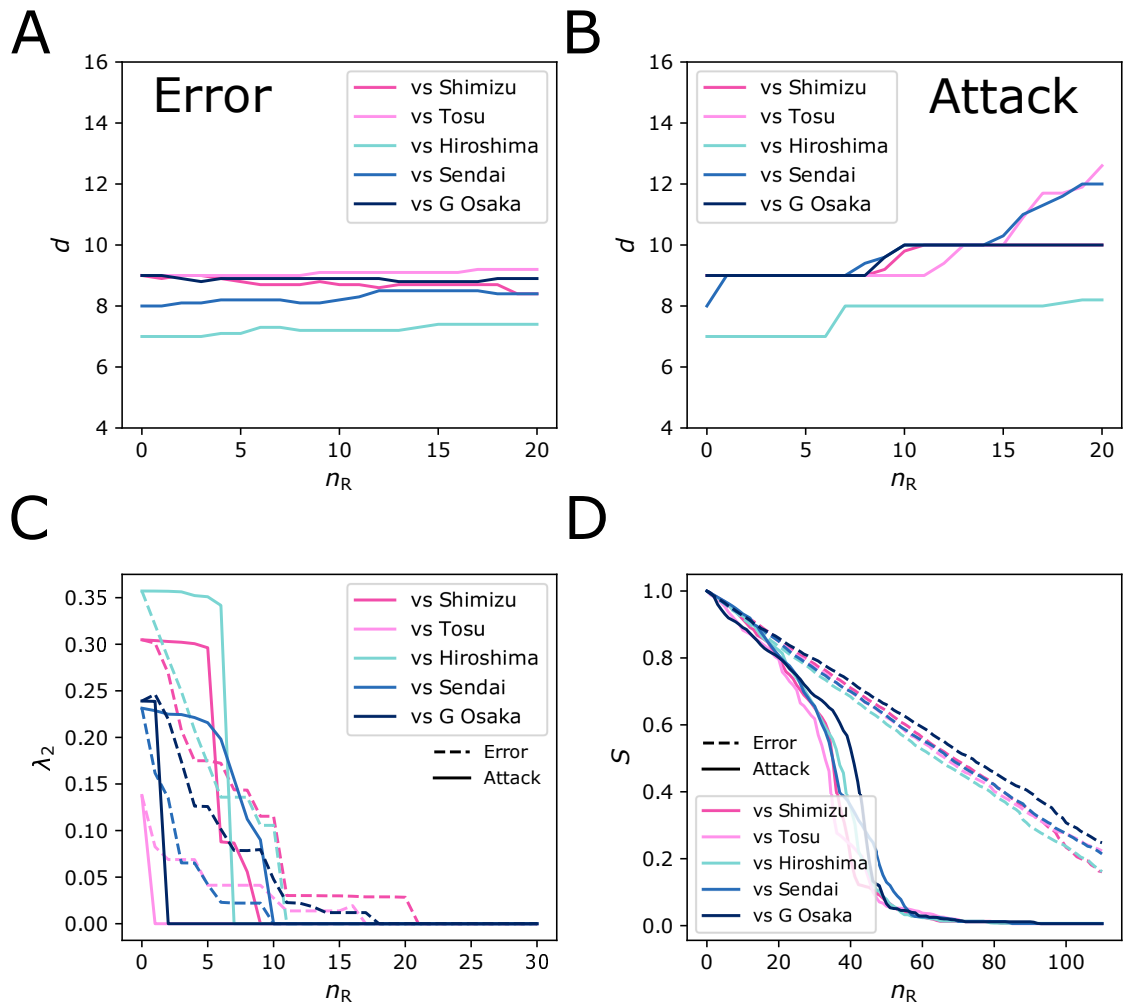 A
Error
16
14
12
10
8
6
4
d
0
5
10
15
20
nR
vs Shimizu
vs Tosu
vs Hiroshima
vs Sendai
vs G Osaka
B
Attack
16
14
12
10
8
6
4
d
0
5
10
15
20
nR
vs Shimizu
vs Tosu
vs Hiroshima
vs Sendai
vs G Osaka
C
0.35
0.30
0.25
0.20
0.15
0.10
0.05
0.00
λ2
0
5
10
15
20
25
30
nR
vs Shimizu
vs Tosu
vs Hiroshima
vs Sendai
vs G Osaka
Error
Attack
D
1.0
0.8
0.6
0.4
0.2
0.0
S
0
20
40
60
80
100
nR
Error
Attack
vs Shimizu
vs Tosu
vs Hiroshima
vs Sendai
vs G Osaka